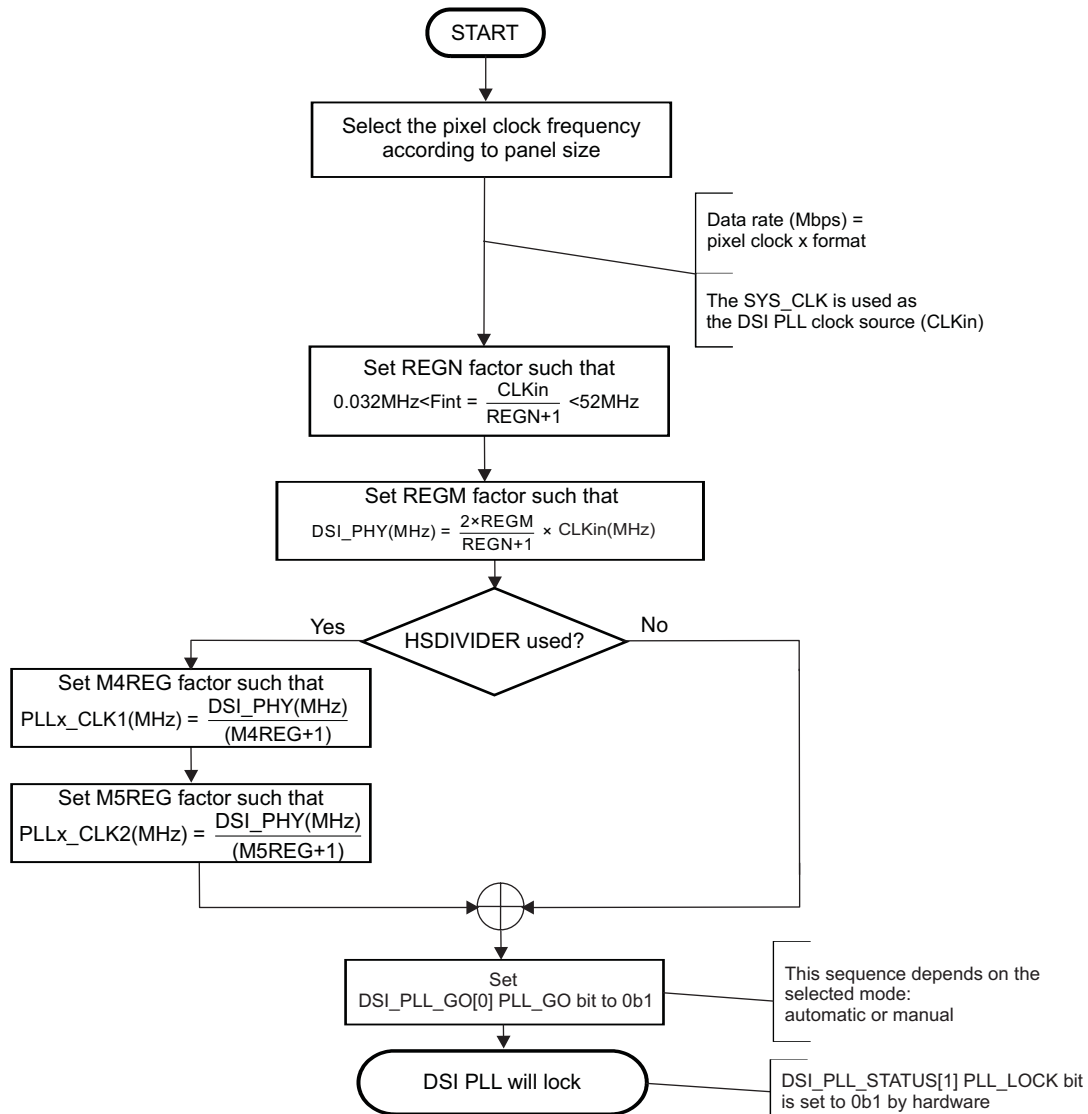 START
Select the pixel clock frequency
according to panel size
Data rate (Mbps) =
pixel clock x format
The SYS_CLK is used as
the DSI PLL clock source (CLKin)
Set REGN factor such that
0.032MHz<Fint = CLKin / REGN+1 <52MHz
Set REGM factor such that
DSI_PHY(MHz) = 2×REGM / REGN+1 × CLKin(MHz)
HSDIVIDER used?
Yes
No
Set M4REG factor such that
PLLx_CLK1(MHz) = DSI_PHY(MHz) / (M4REG+1)
Set M5REG factor such that
PLLx_CLK2(MHz) = DSI_PHY(MHz) / (M5REG+1)
Set
DSI_PLL_GO[0] PLL_GO bit to 0b1
This sequence depends on the
selected mode:
automatic or manual
DSI PLL will lock
DSI_PLL_STATUS[1] PLL_LOCK bit
is set to 0b1 by hardware